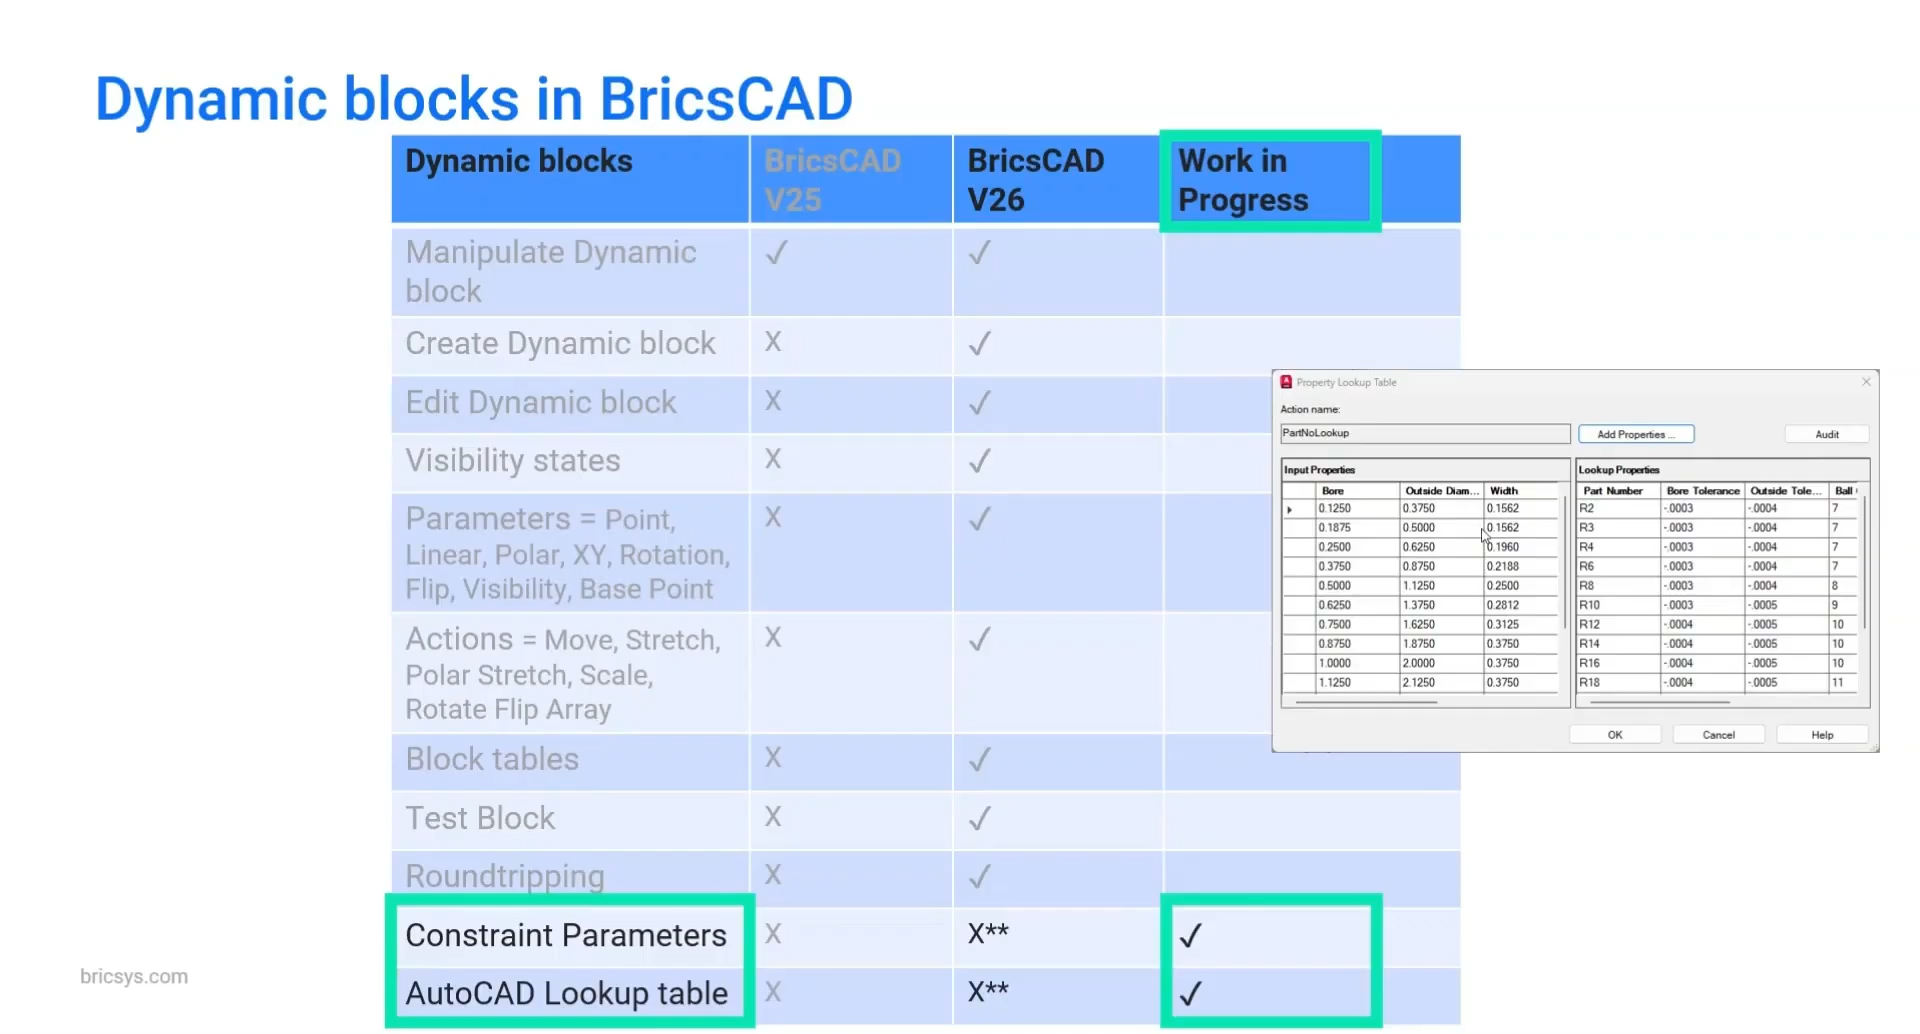 Dynamic blocks in BricsCAD
Dynamic blocks
BricsCAD
V25
BricsCAD
V26
Work in
Progress
Manipulate Dynamic
block
✓
✓
Create Dynamic block
X
✓
Edit Dynamic block
X
✓
Visibility states
X
✓
Parameters = Point,
Linear, Polar, XY, Rotation,
Flip, Visibility, Base Point
X
✓
Actions = Move, Stretch,
Polar Stretch, Scale,
Rotate Flip Array
X
✓
Block tables
X
✓
Test Block
X
✓
Roundtripping
X
✓
Constraint Parameters
X
X**
✓
AutoCAD Lookup table
X
X**
✓
Property Lookup Table
Action name:
PartNoLookup
Add Properties ...
Audit
Input Properties
Bore Outside Diam... Width
0.1250 0.3750 0.1562
0.1875 0.5000 0.1562
0.2500 0.6250 0.1960
0.3750 0.8750 0.2188
0.5000 1.1250 0.2500
0.6250 1.3750 0.2812
0.7500 1.6250 0.3125
0.8750 1.8750 0.3750
1.0000 2.0000 0.3750
1.1250 2.1250 0.3750
Lookup Properties
Part Number Bore Tolerance Outside Tole... Ball
R2 -.0003 -.0004 7
R3 -.0003 -.0004 7
R4 -.0003 -.0004 7
R6 -.0003 -.0004 7
R8 -.0003 -.0004 8
R10 -.0003 -.0005 9
R12 -.0004 -.0005 10
R14 -.0004 -.0005 10
R16 -.0004 -.0005 10
R18 -.0004 -.0005 11
OK
Cancel
Help
bricsys.com